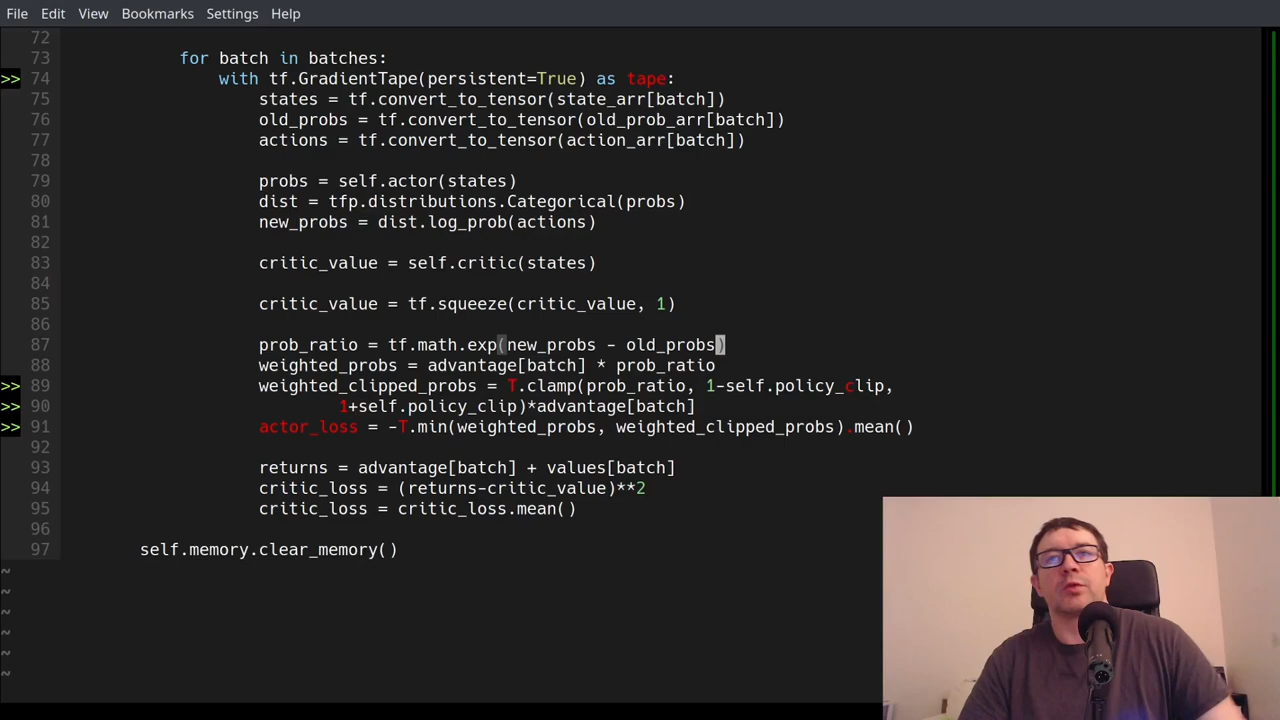 File Edit View Bookmarks Settings Help
72
73 for batch in batches:
>> 74 with tf.GradientTape(persistent=True) as tape:
75 states = tf.convert_to_tensor(state_arr[batch])
76 old_probs = tf.convert_to_tensor(old_prob_arr[batch])
77 actions = tf.convert_to_tensor(action_arr[batch])
78
79 probs = self.actor(states)
80 dist = tfp.distributions.Categorical(probs)
81 new_probs = dist.log_prob(actions)
82
83 critic_value = self.critic(states)
84
85 critic_value = tf.squeeze(critic_value, 1)
86
87 prob_ratio = tf.math.exp(new_probs - old_probs)
88 weighted_probs = advantage[batch] * prob_ratio
>> 89 weighted_clipped_probs = T.clamp(prob_ratio, 1-self.policy_clip,
>> 90 1+self.policy_clip)*advantage[batch]
>> 91 actor_loss = -T.min(weighted_probs, weighted_clipped_probs).mean()
92
93 returns = advantage[batch] + values[batch]
94 critic_loss = (returns-critic_value)**2
95 critic_loss = critic_loss.mean()
96
97 self.memory.clear_memory()
~
~
~
~
~
~